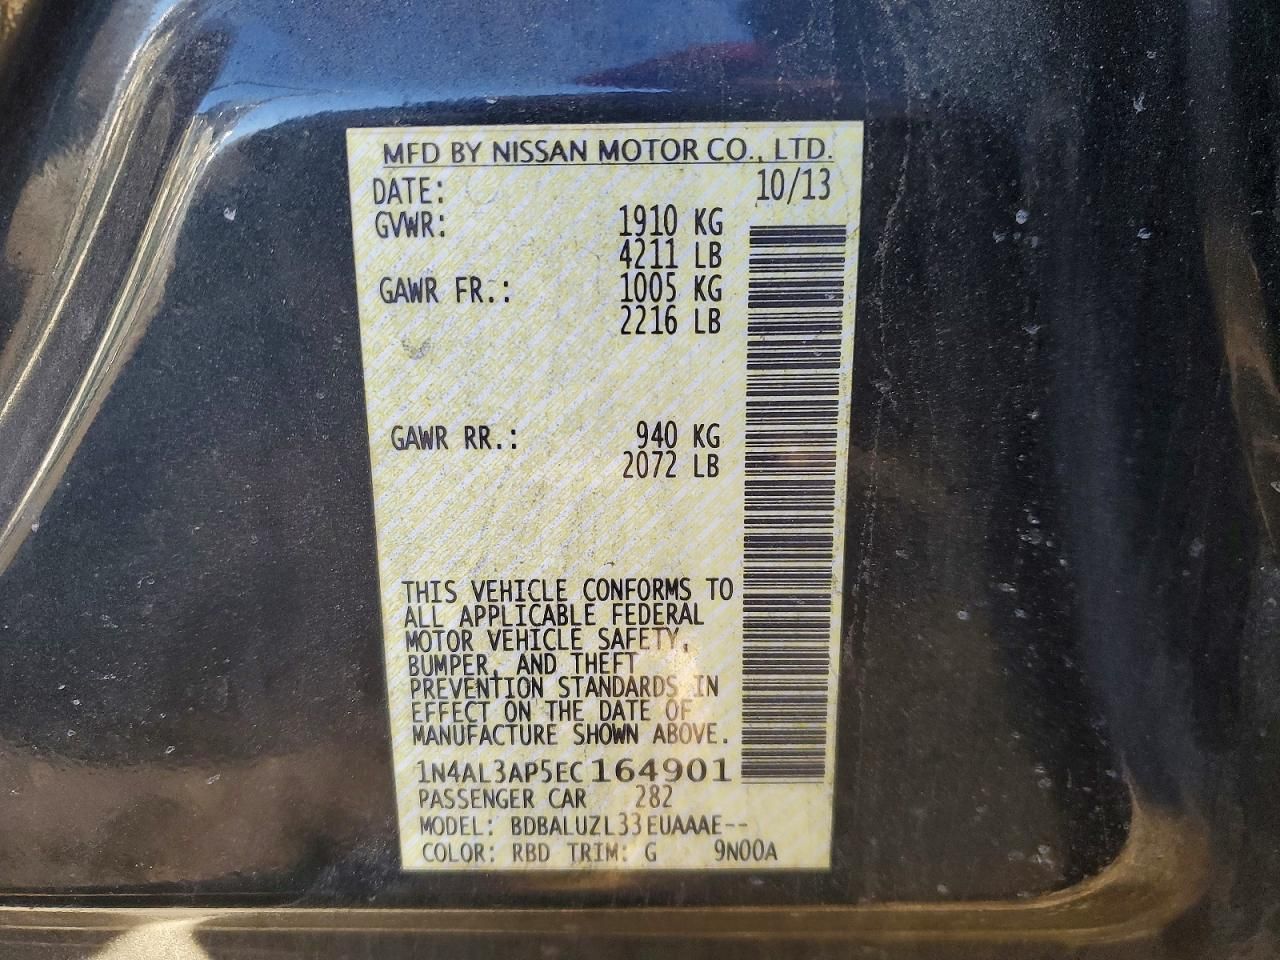 MFD BY NISSAN MOTOR CO., LTD.
DATE: 10/13
GVWR: 1910 KG
4211 LB
GAWR FR.: 1005 KG
2216 LB
GAWR RR.: 940 KG
2072 LB
THIS VEHICLE CONFORMS TO
ALL APPLICABLE FEDERAL
MOTOR VEHICLE SAFETY,
BUMPER, AND THEFT
PREVENTION STANDARDS IN
EFFECT ON THE DATE OF
MANUFACTURE SHOWN ABOVE.
1N4AL3AP5EC164901
PASSENGER CAR 282
MODEL: BDBALUZL33EUAAAE--
COLOR: RBD TRIM: G 9N00A